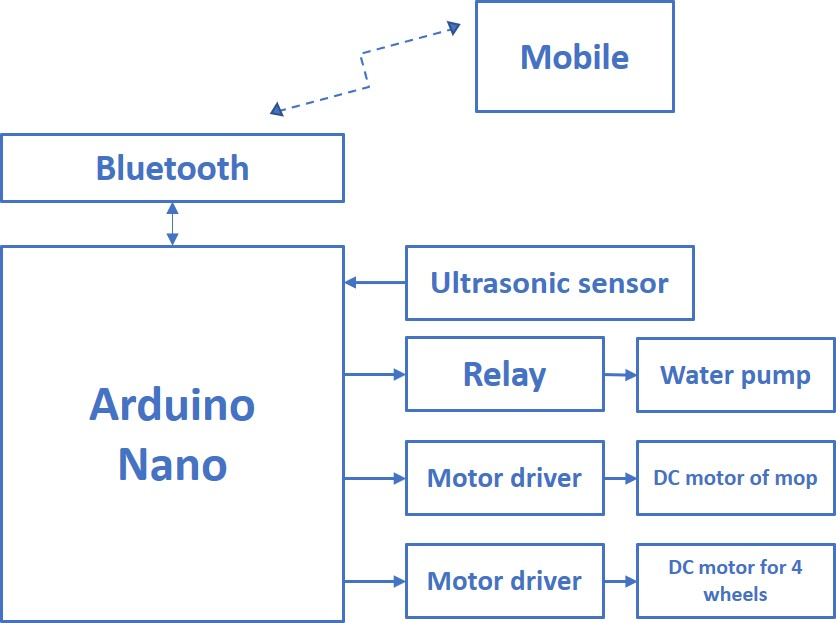 Mobile
Bluetooth
Ultrasonic sensor
Arduino
Nano
Relay
Water pump
Motor driver
DC motor of mop
Motor driver
DC motor for 4
wheels